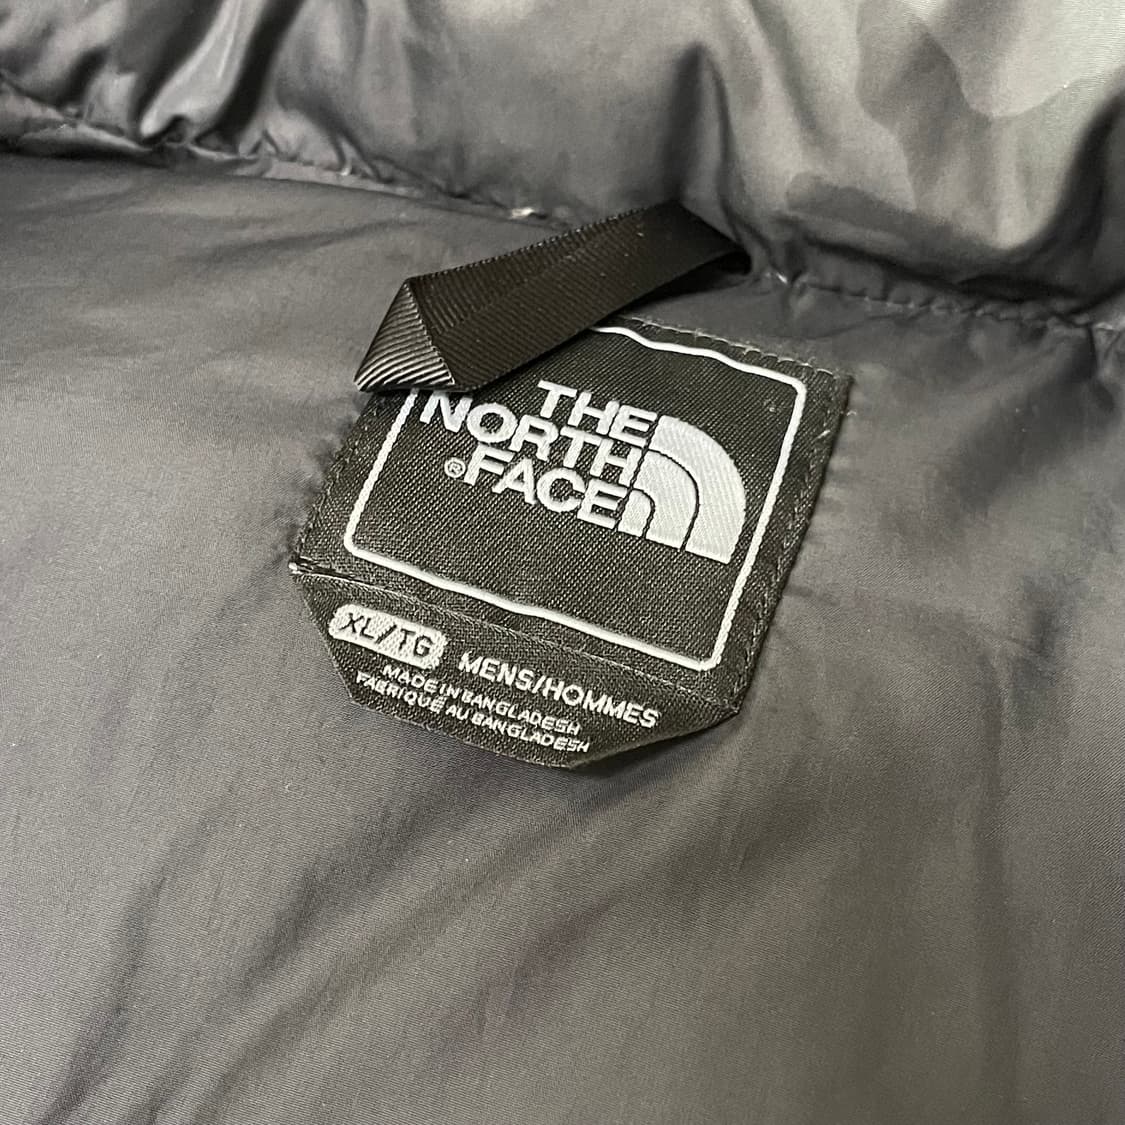 THE
NORTH
®FACE
XL/TG MENS/HOMMES
MADE IN BANGLADESH
FABRIQUÉ AU BANGLADESH